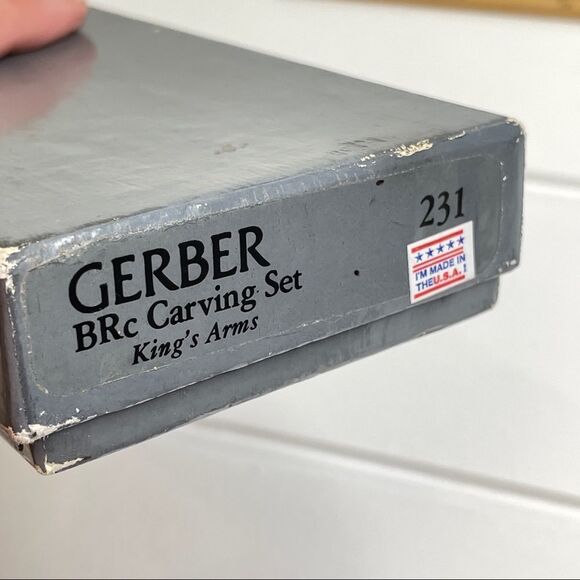 GERBER
BRc Carving Set
King's Arms
231
I'M MADE IN
THE U.S.A.!